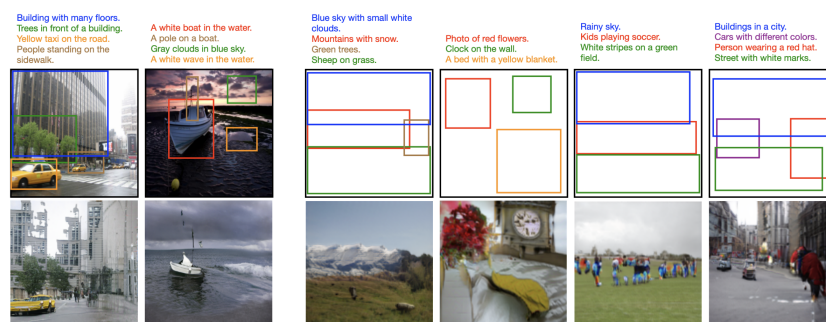 Building with many floors.
Trees in front of a building.
Yellow taxi on the road.
People standing on the
sidewalk.
A white boat in the water.
A pole on a boat.
Gray clouds in blue sky.
A white wave in the water.
Blue sky with small white
clouds.
Mountains with snow.
Green trees.
Sheep on grass.
Photo of red flowers.
Clock on the wall.
A bed with a yellow blanket.
Rainy sky.
Kids playing soccer.
White stripes on a green
field.
Buildings in a city.
Cars with different colors.
Person wearing a red hat.
Street with white marks.